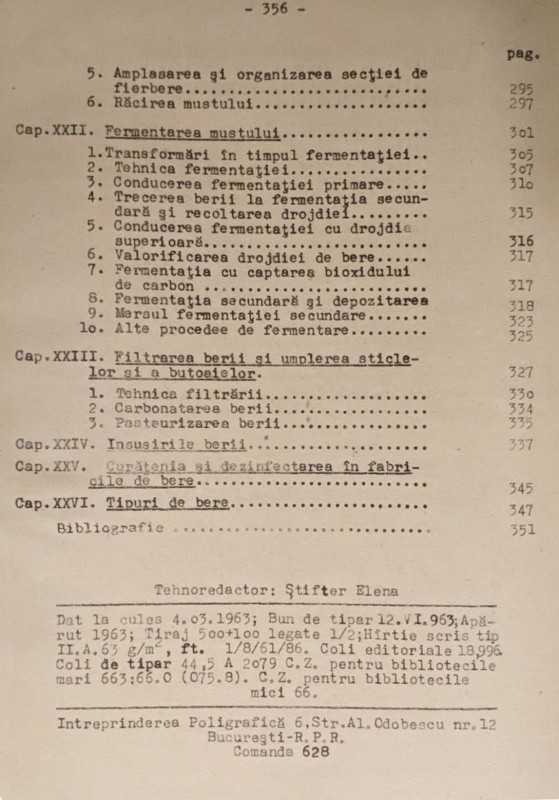 - 356 -
pag.
5. Amplasarea şi organizarea secţiei de
fierbere.............................. 295
6. Răcirea mustului...................... 297
Cap.XXII. Fermentarea mustului.................. 301
1.Transformări în timpul fermentaţiei.. 305
2. Tehnica fermentaţiei................. 307
3. Conducerea fermentaţiei primare..... 310
4. Trecerea berii la fermentaţia secun-
dară şi recoltarea drojdiei......... 315
5. Conducerea fermentaţiei cu drojdie
superioară........................... 316
6. Valorificarea drojdiei de bere...... 317
7. Fermentaţia cu captarea bioxidului
de carbon ........................... 317
8. Fermentaţia secundară şi depozitarea 318
9. Mersul fermentaţiei secundare....... 323
10. Alte procedee de fermentare......... 325
Cap.XXIII. Filtrarea berii şi umplerea sticle-
lor şi a butoaielor. 327
1. Tehnica filtrării.................... 330
2. Carbonatarea berii................... 334
3. Pasteurizarea berii.................. 335
Cap.XXIV. Insuşirile berii...................... 337
Cap.XXV. Curăţenia şi dezinfectarea în fabri-
cile de bere......................... 345
Cap.XXVI. Tipuri de bere........................ 347
Bibliografie ............................... 351
Tehnoredactor: Ştifter Elena
Dat la cules 4.03.1963; Bun de tipar 12.VI.963;Apă-
rut 1963; Tiraj 500+100 legate 1/2;Hîrtie scris tip
II.A.63 g/m², ft. 1/8/61/86. Coli editoriale 18,996
Coli de tipar 44,5 A 2079 C.Z. pentru bibliotecile
mari 663:66.0 (075.8). C.Z. pentru bibliotecile
mici 66.
Intreprinderea Poligrafică 6,Str.Al.Odobescu nr.12
Bucureşti-R.P.R.
Comanda 628